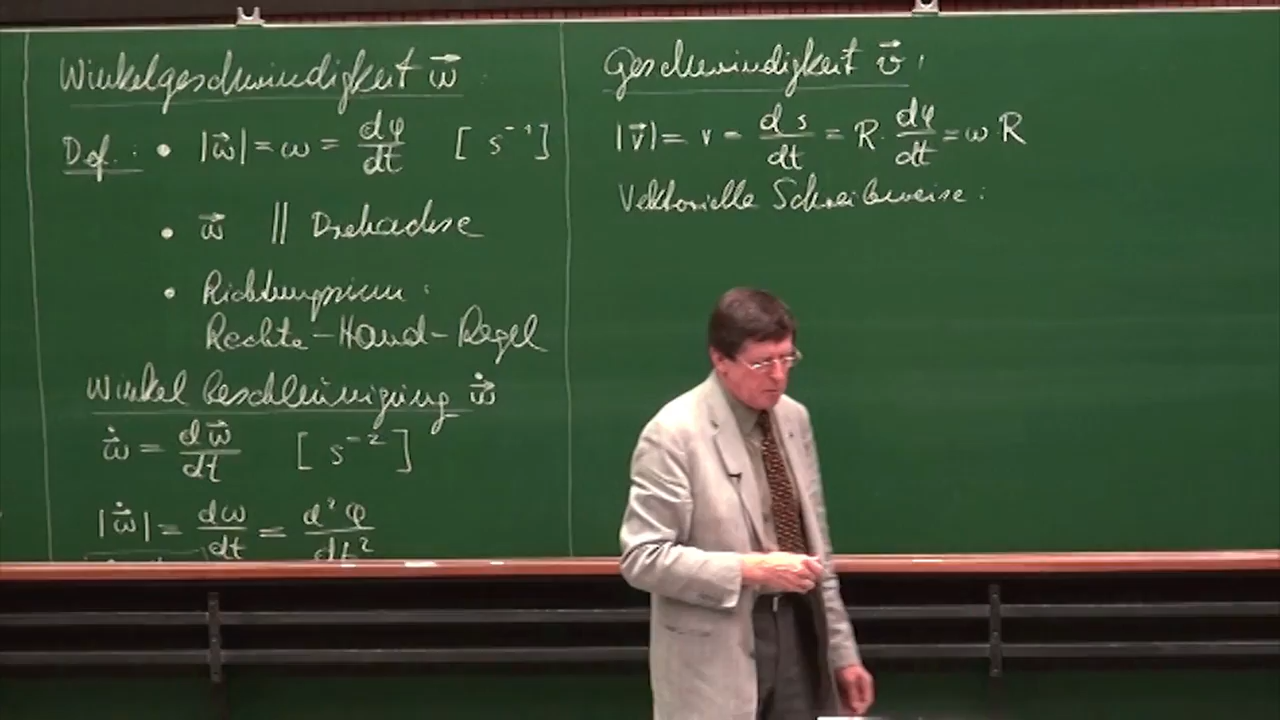 Winkelgeschwindigkeit ω⃗
Def.: • |ω⃗| = ω = dφ/dt [s⁻¹]
• ω⃗ || Drehachse
• Richtungssinn:
Rechte-Hand-Regel
Winkelbeschleunigung ω⃗̇
ω⃗̇ = dω⃗/dt [s⁻²]
|ω⃗̇| = dω/dt = d²φ/dt²
Geschwindigkeit v⃗:
|v⃗| = v = ds/dt = R · dφ/dt = ω · R
Vektorielle Schreibweise: